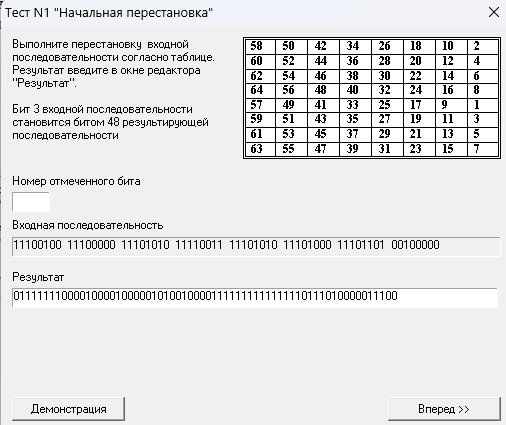 Тест N1 "Начальная перестановка"
Выполните перестановку входной
последовательности согласно таблице.
Результат введите в окне редактора
"Результат".
Бит 3 входной последовательности
становится битом 48 результирующей
последовательности
58 50 42 34 26 18 10 2
60 52 44 36 28 20 12 4
62 54 46 38 30 22 14 6
64 56 48 40 32 24 16 8
57 49 41 33 25 17 9 1
59 51 43 35 27 19 11 3
61 53 45 37 29 21 13 5
63 55 47 39 31 23 15 7
Номер отмеченного бита
Входная последовательность
11100100 11100000 11101010 11110011 11101010 11101000 11101101 00100000
Результат
0111111100001000010000010100100001111111111111110111010000011100
Демонстрация
Вперед >>